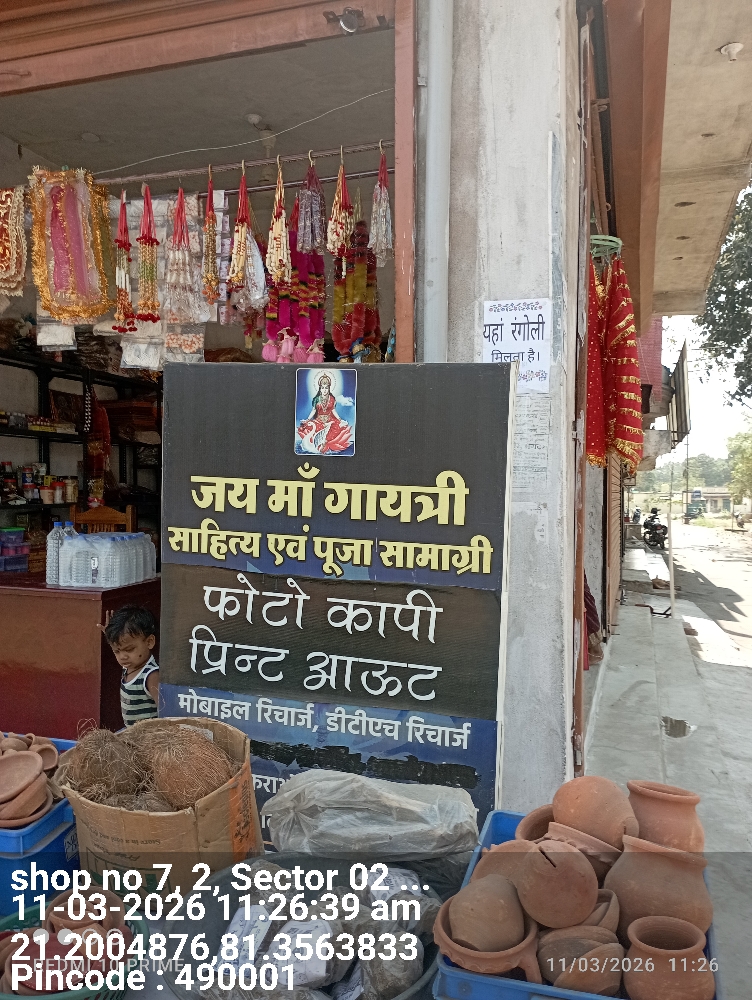 यहां रंगोली
मिलता है।
जय माँ गायत्री
साहित्य एवं पूजा सामाग्री
फोटो कापी
प्रिन्ट आऊट
मोबाइल रिचार्ज, डीटीएच रिचार्ज
shop no 7, 2, Sector 02 ...
11-03-2026 11:26:39 am
21.2004876,81.3563833
Pincode : 490001
11/03/2026 11:26